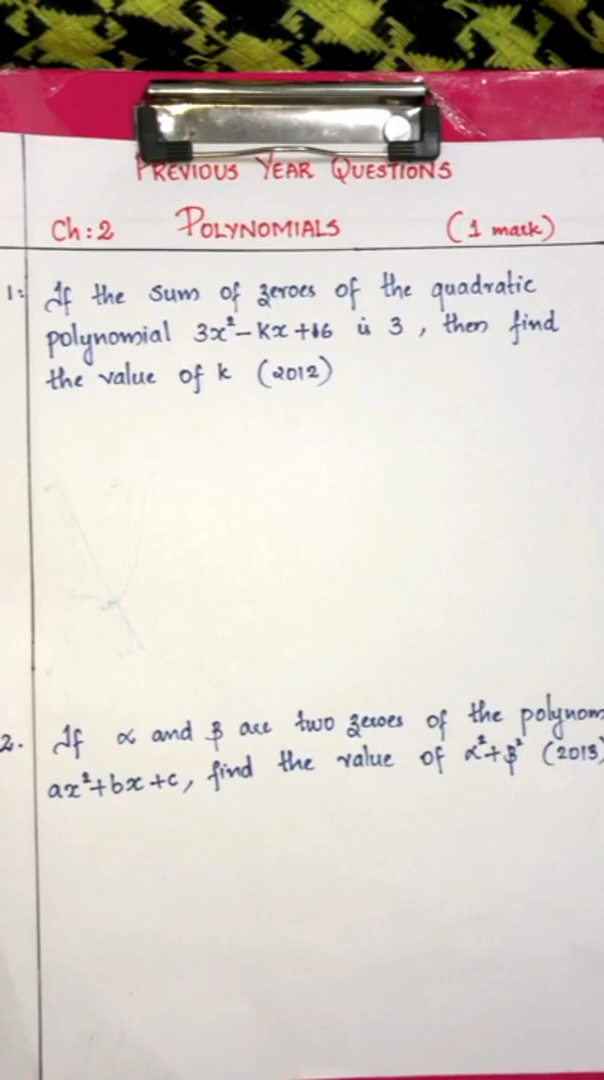 PREVIOUS YEAR QUESTIONS
Ch:2 POLYNOMIALS (1 mark)
1: If the sum of zeroes of the quadratic
polynomial 3x²-Kx+16 is 3, then find
the value of k (2012)
2. If α and β are two zeroes of the polynom
ax²+bx+c, find the value of α²+β² (2013)